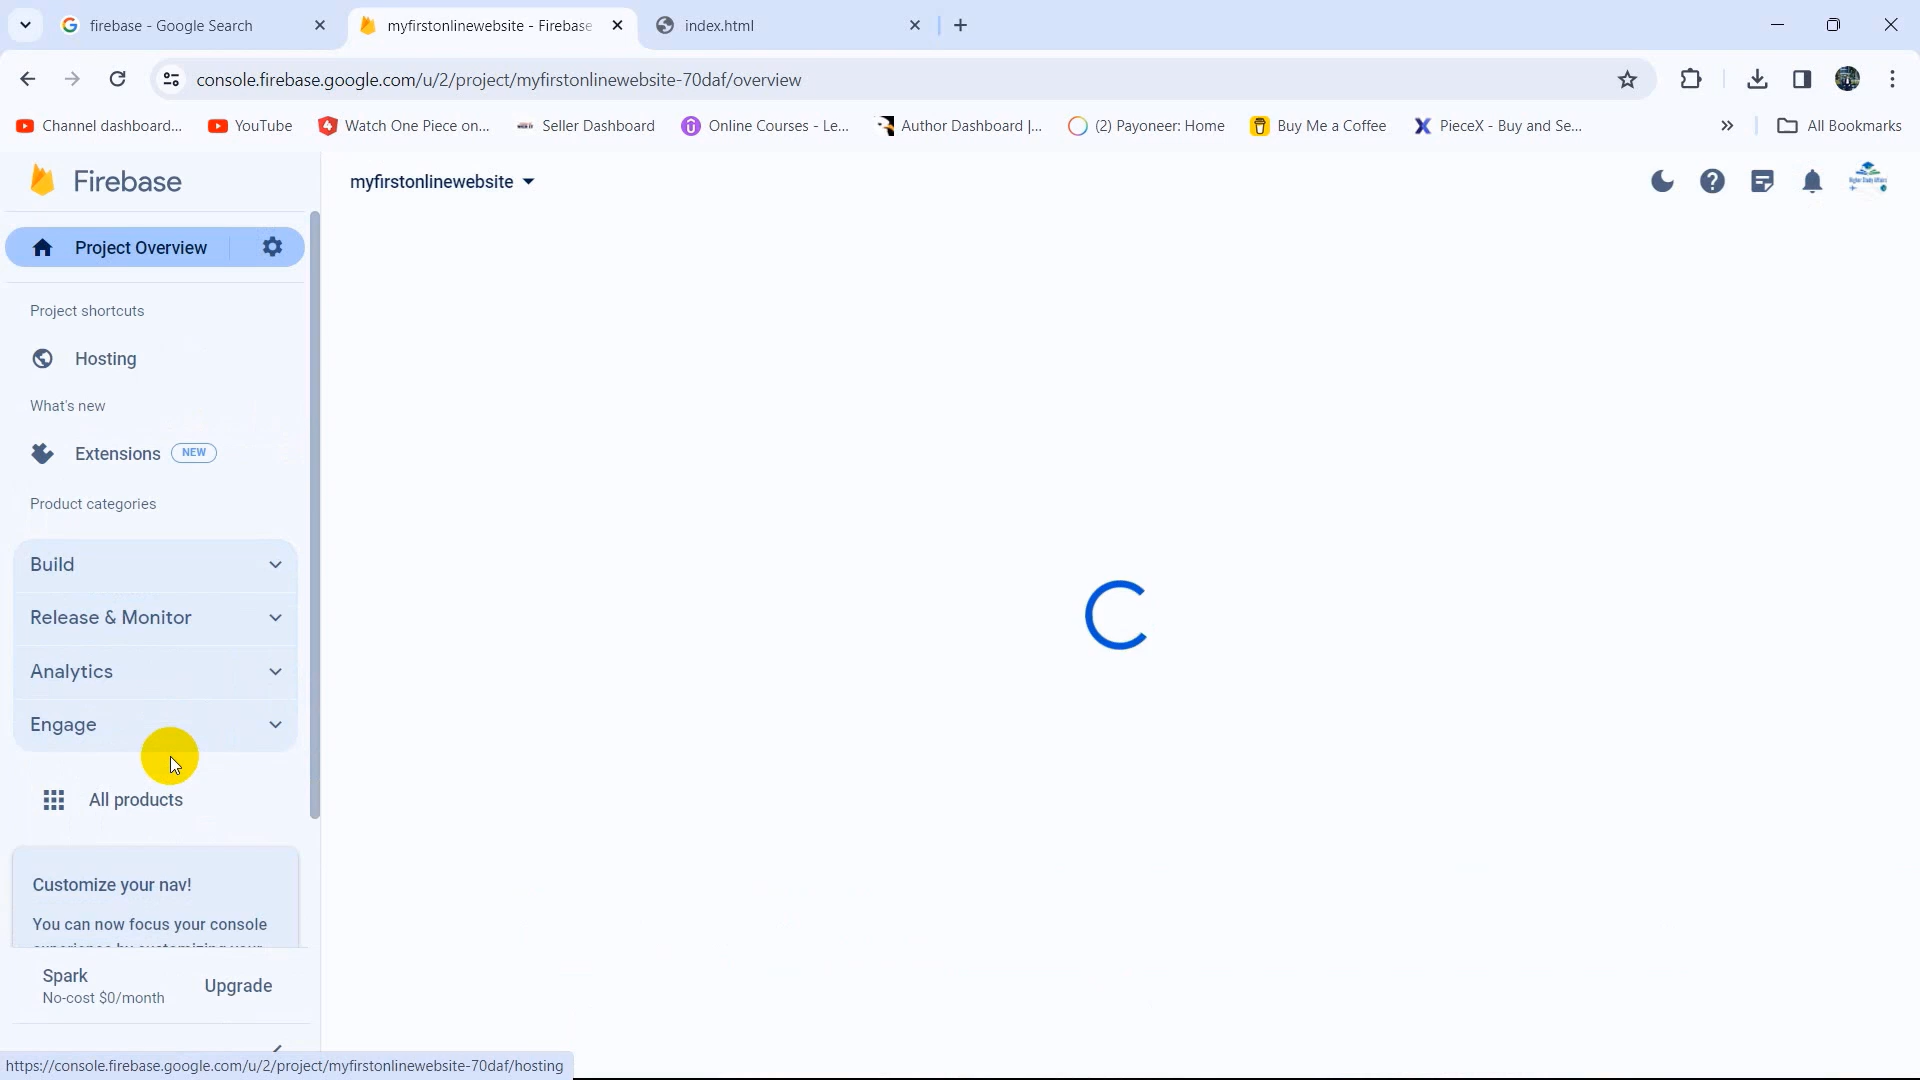 firebase - Google Search
myfirstonlinewebsite - Firebase
index.html
console.firebase.google.com/u/2/project/myfirstonlinewebsite-70daf/overview
Channel dashboard...
YouTube
Watch One Piece on...
Seller Dashboard
Online Courses - Le...
Author Dashboard |...
(2) Payoneer: Home
Buy Me a Coffee
PieceX - Buy and Se...
All Bookmarks
Firebase
myfirstonlinewebsite
Project Overview
Project shortcuts
Hosting
What's new
Extensions NEW
Product categories
Build
Release & Monitor
Analytics
Engage
All products
Customize your nav!
You can now focus your console
Spark
No-cost $0/month
Upgrade
https://console.firebase.google.com/u/2/project/myfirstonlinewebsite-70daf/hosting